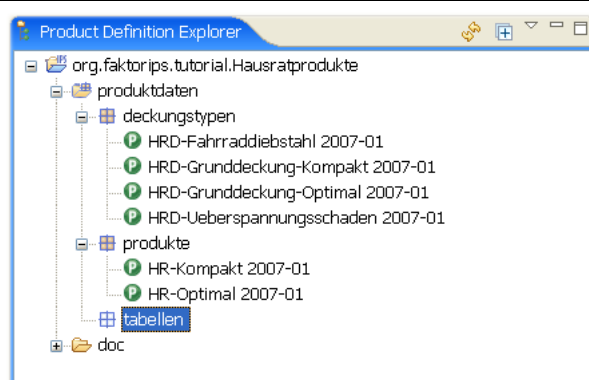 Product Definition Explorer
org.faktorips.tutorial.Hausratprodukte
produktdaten
deckungstypen
HRD-Fahrraddiebstahl 2007-01
HRD-Grunddeckung-Kompakt 2007-01
HRD-Grunddeckung-Optimal 2007-01
HRD-Ueberspannungsschaden 2007-01
produkte
HR-Kompakt 2007-01
HR-Optimal 2007-01
tabellen
doc